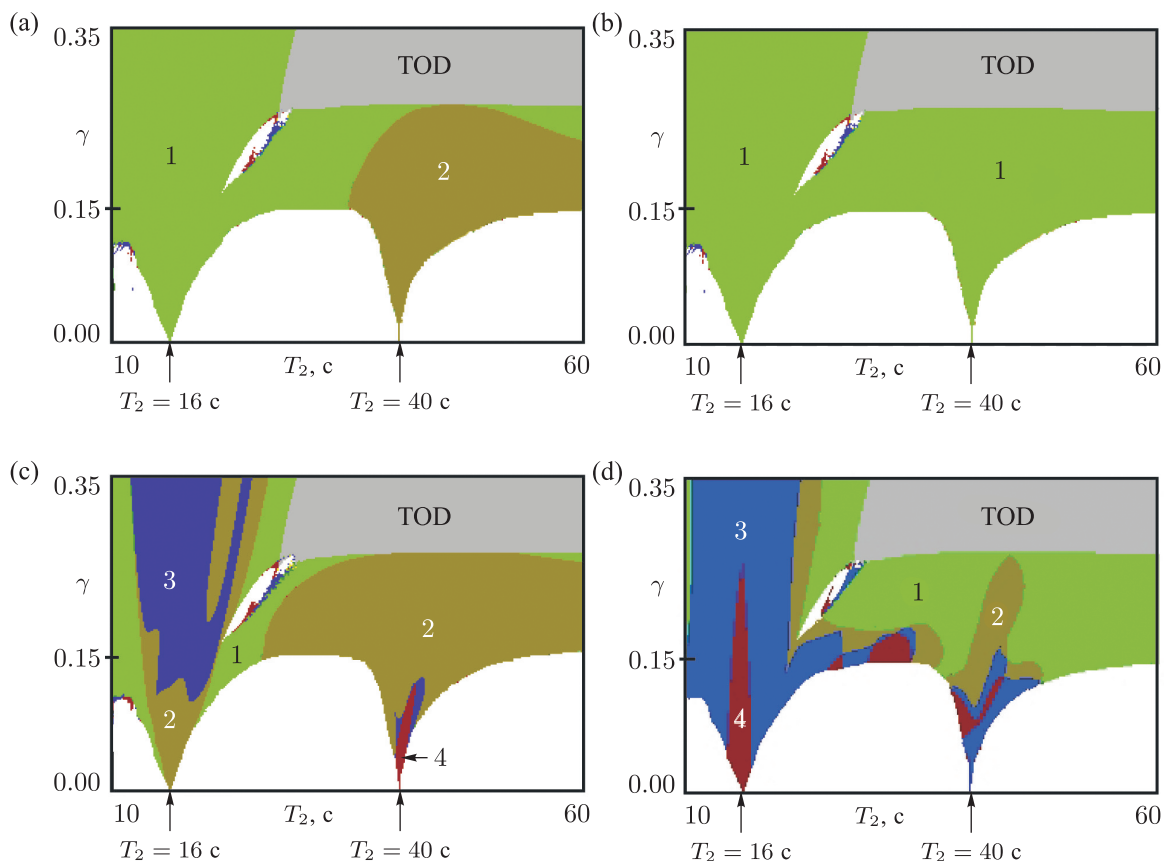 (a)
0.35
TOD
γ
1
2
0.15
0.00
10
T₂, c
60
T₂ = 16 c
T₂ = 40 c
(b)
0.35
TOD
γ
1
1
0.15
0.00
10
T₂, c
60
T₂ = 16 c
T₂ = 40 c
(c)
0.35
TOD
3
γ
1
2
0.15
2
4
0.00
10
T₂, c
60
T₂ = 16 c
T₂ = 40 c
(d)
0.35
TOD
3
γ
1
2
0.15
4
0.00
10
T₂, c
60
T₂ = 16 c
T₂ = 40 c